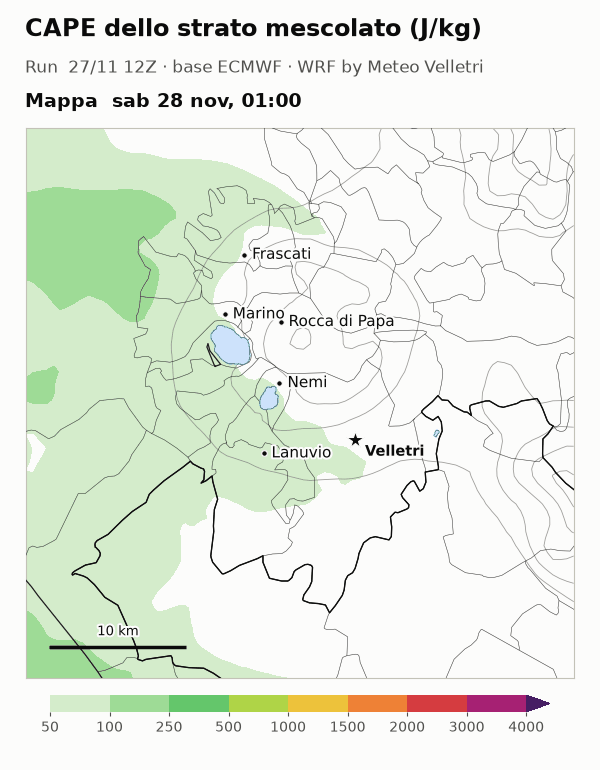 CAPE dello strato mescolato (J/kg)
Run  27/11 12Z · base ECMWF · WRF by Meteo Velletri
Mappa  sab 28 nov, 01:00
Frascati
Marino
Rocca di Papa
Nemi
Velletri
Lanuvio
10 km
50 100 250 500 1000 1500 2000 3000 4000